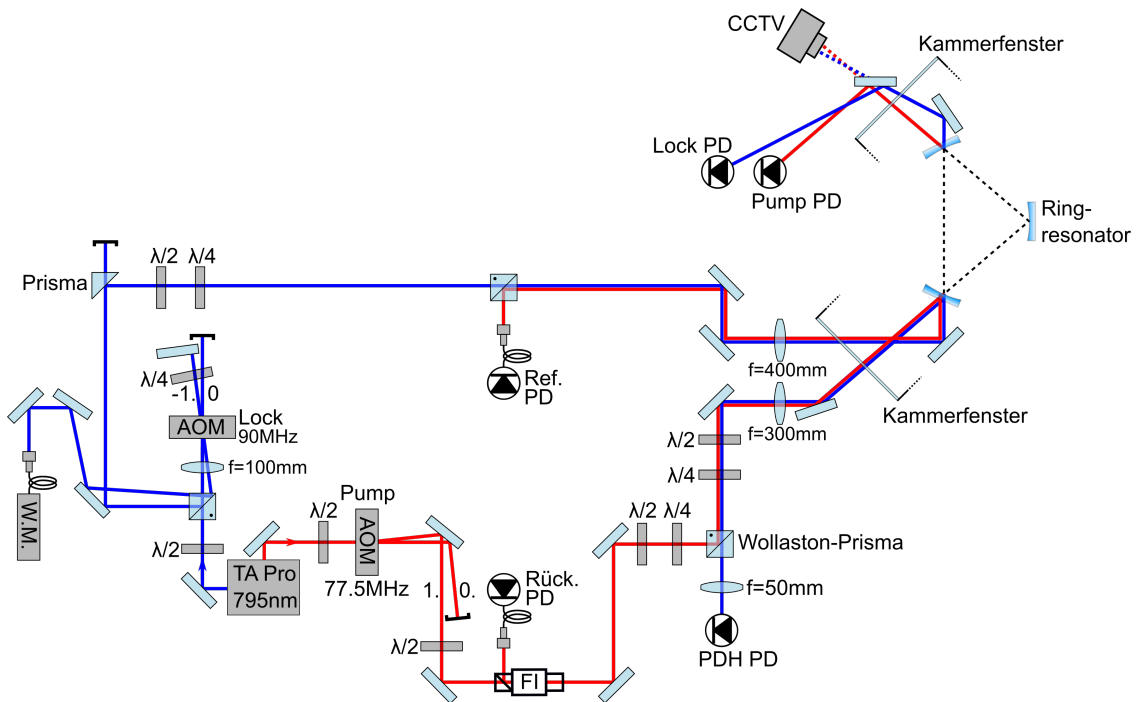 CCTV
Kammerfenster
Lock PD
Pump PD
Ring-
resonator
Prisma
λ/2
λ/4
Ref.
PD
f=400mm
Kammerfenster
f=300mm
λ/4
-1.
0
AOM
Lock
90MHz
f=100mm
W.M.
λ/2
TA Pro
795nm
λ/2
Pump
AOM
77.5MHz
1.
0.
Rück.
PD
λ/2
FI
λ/2
λ/4
λ/2
λ/4
Wollaston-Prisma
f=50mm
PDH PD